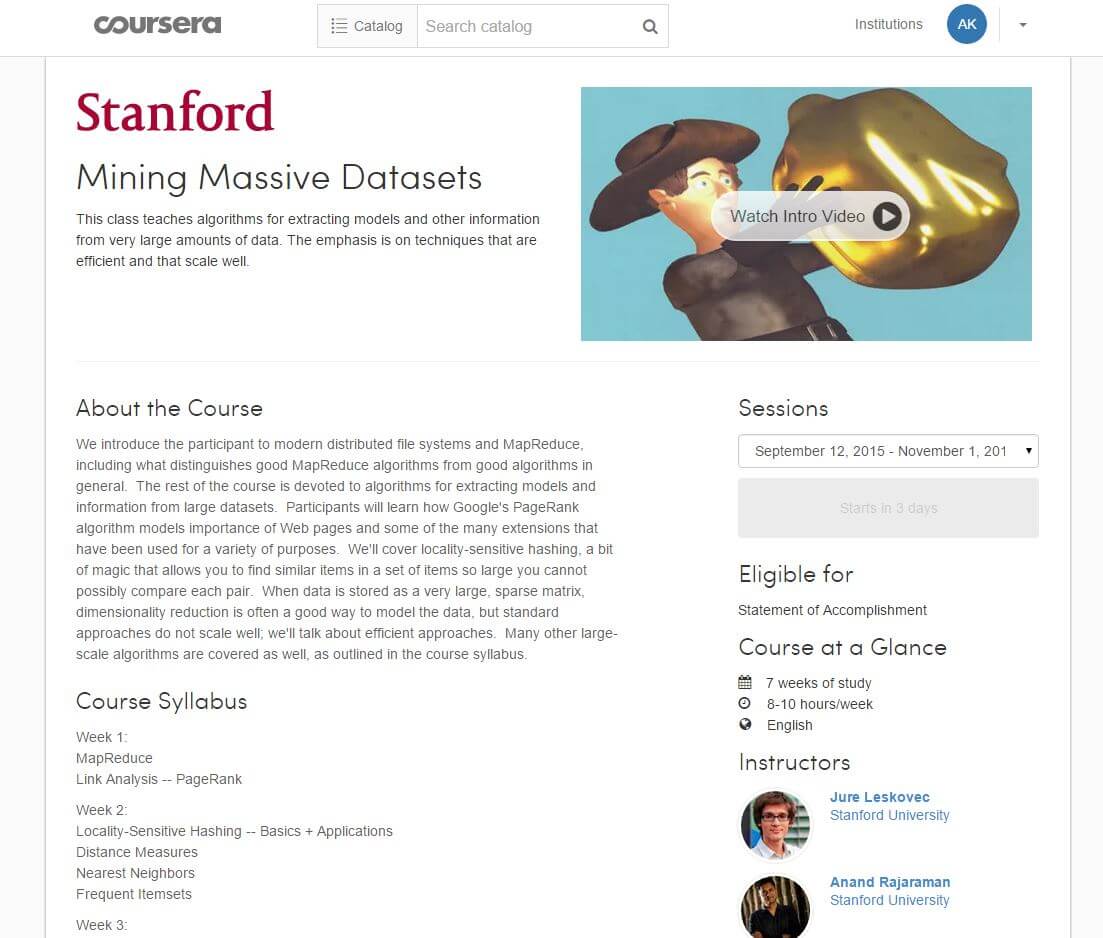 coursera
Catalog
Search catalog
Institutions
AK
Stanford
Mining Massive Datasets
This class teaches algorithms for extracting models and other information
from very large amounts of data. The emphasis is on techniques that are
efficient and that scale well.
Watch Intro Video
About the Course
We introduce the participant to modern distributed file systems and MapReduce,
including what distinguishes good MapReduce algorithms from good algorithms in
general.  The rest of the course is devoted to algorithms for extracting models and
information from large datasets.  Participants will learn how Google's PageRank
algorithm models importance of Web pages and some of the many extensions that
have been used for a variety of purposes.  We'll cover locality-sensitive hashing, a bit
of magic that allows you to find similar items in a set of items so large you cannot
possibly compare each pair.  When data is stored as a very large, sparse matrix,
dimensionality reduction is often a good way to model the data, but standard
approaches do not scale well; we'll talk about efficient approaches.  Many other large-
scale algorithms are covered as well, as outlined in the course syllabus.
Course Syllabus
Week 1:
MapReduce
Link Analysis -- PageRank
Week 2:
Locality-Sensitive Hashing -- Basics + Applications
Distance Measures
Nearest Neighbors
Frequent Itemsets
Week 3:
Sessions
September 12, 2015 - November 1, 201
Starts in 3 days
Eligible for
Statement of Accomplishment
Course at a Glance
7 weeks of study
8-10 hours/week
English
Instructors
Jure Leskovec
Stanford University
Anand Rajaraman
Stanford University